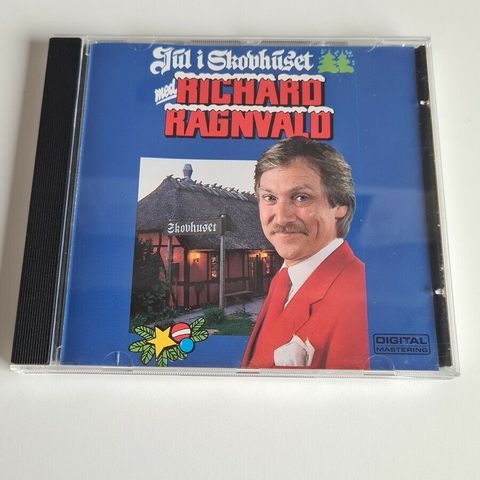 Jul i Skovhuset
med RICHARD
RAGNVALD
Skovhuset
DIGITAL
MASTERING